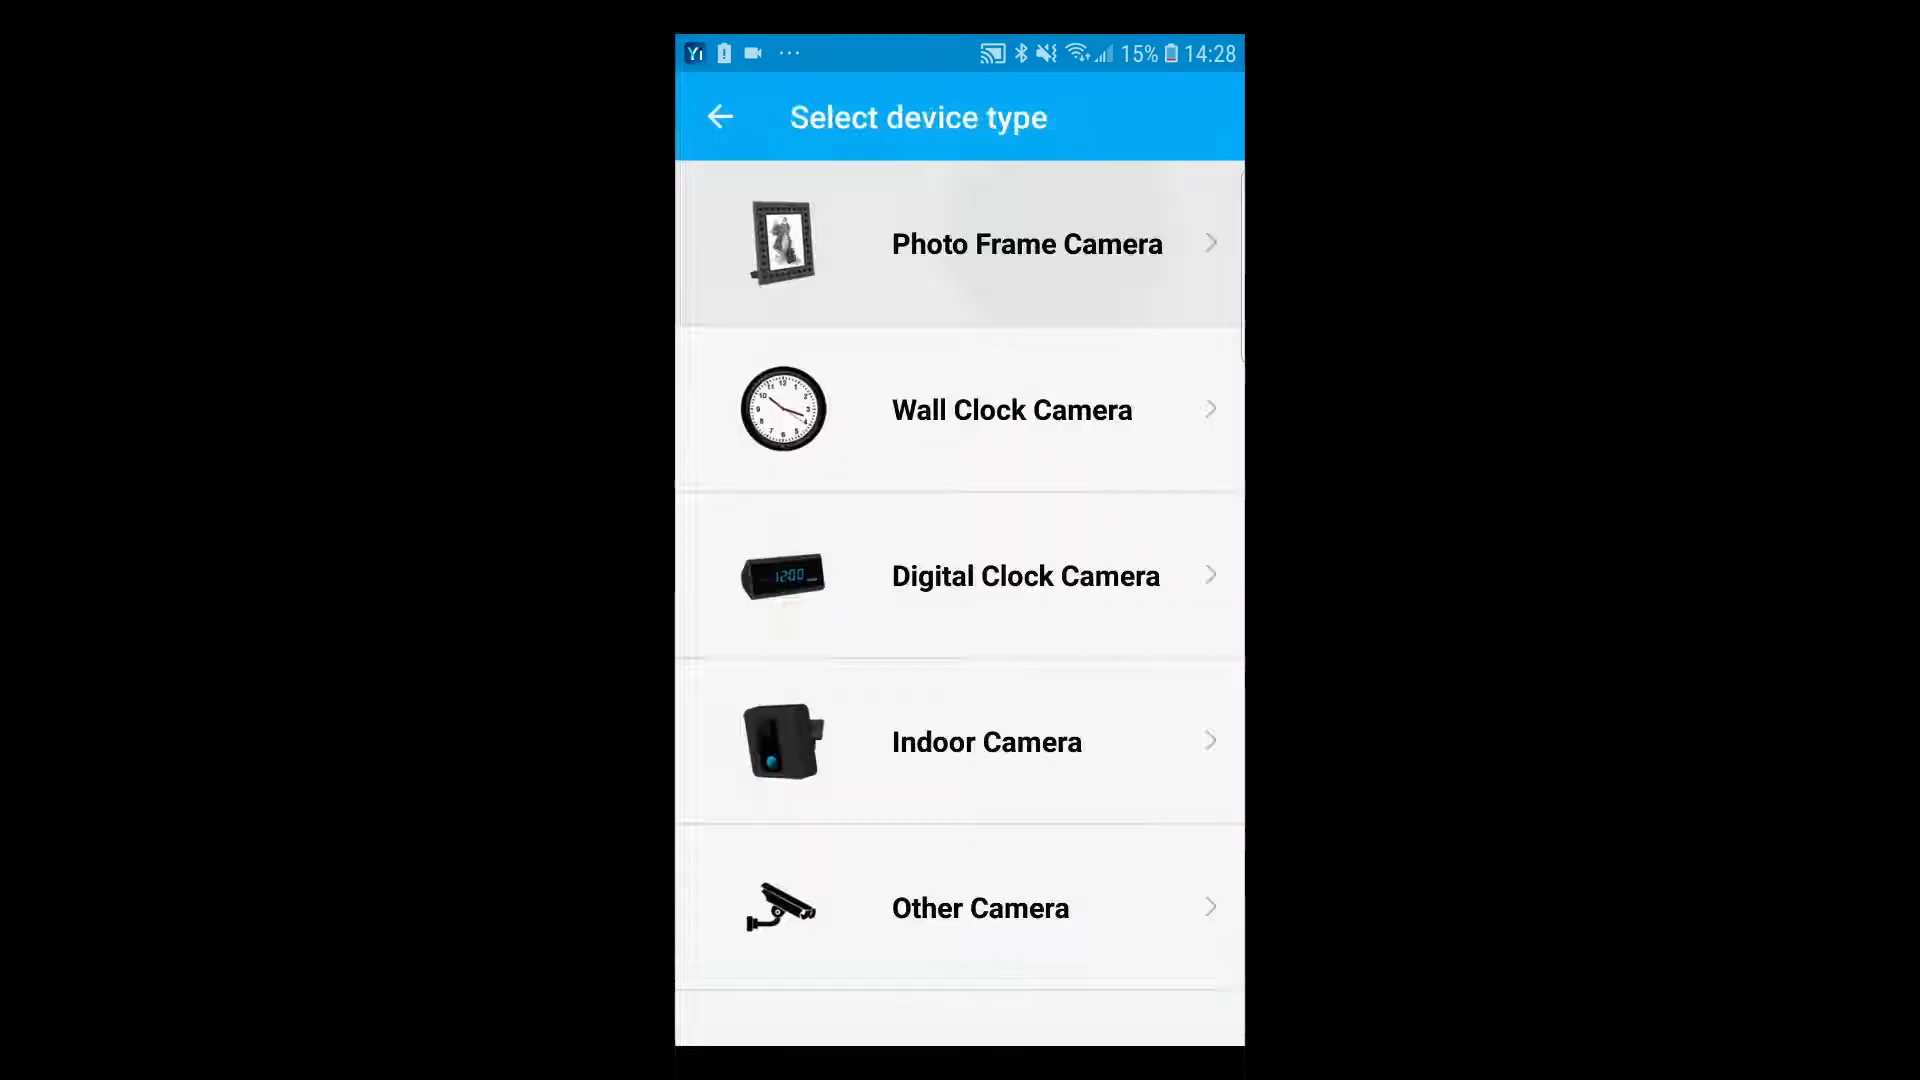 Yi 15% 14:28
Select device type
Photo Frame Camera
Wall Clock Camera
Digital Clock Camera
12:00
Indoor Camera
Other Camera